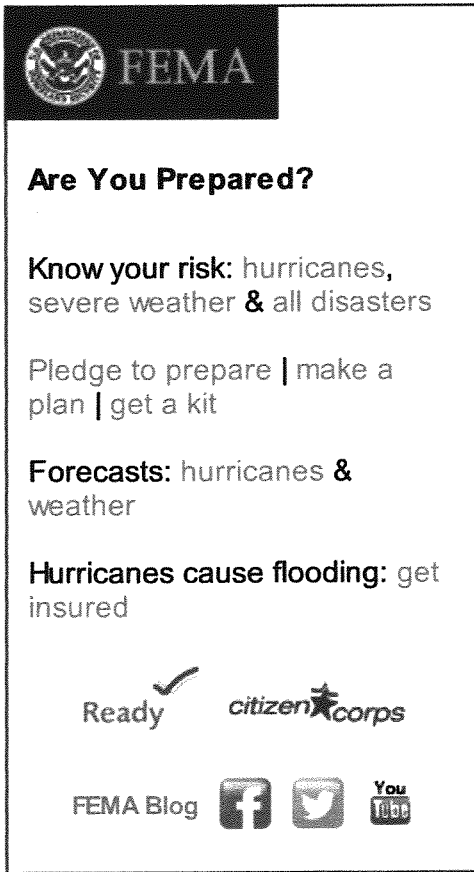 FEMA
Are You Prepared?
Know your risk: hurricanes,
severe weather & all disasters
Pledge to prepare | make a
plan | get a kit
Forecasts: hurricanes &
weather
Hurricanes cause flooding: get
insured
Ready
citizen corps
FEMA Blog
You
Tube